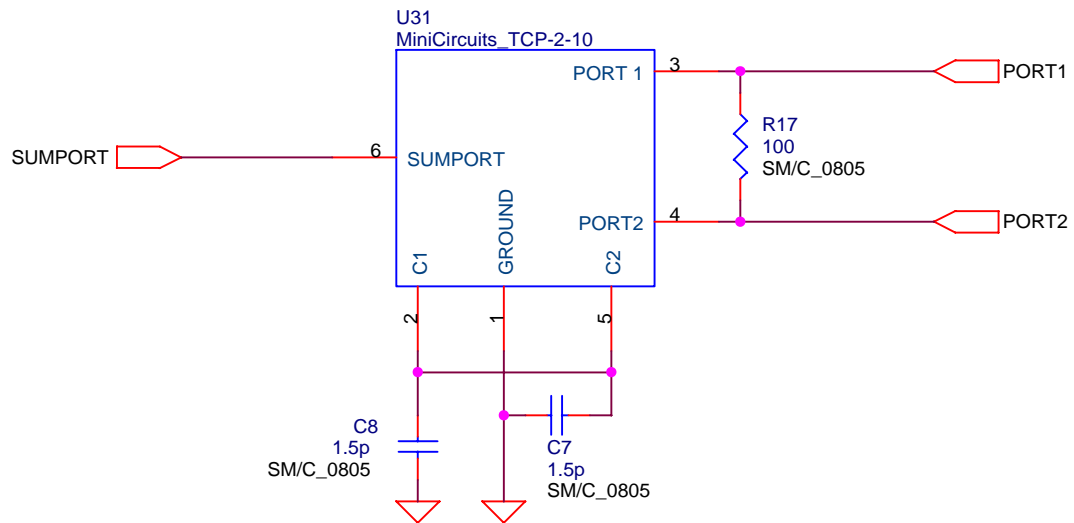 U31
MiniCircuits_TCP-2-10
PORT 1
3
PORT1
R17
100
SM/C_0805
SUMPORT
6
SUMPORT
PORT2
4
PORT2
C1
GROUND
C2
2
1
5
C8
1.5p
SM/C_0805
C7
1.5p
SM/C_0805